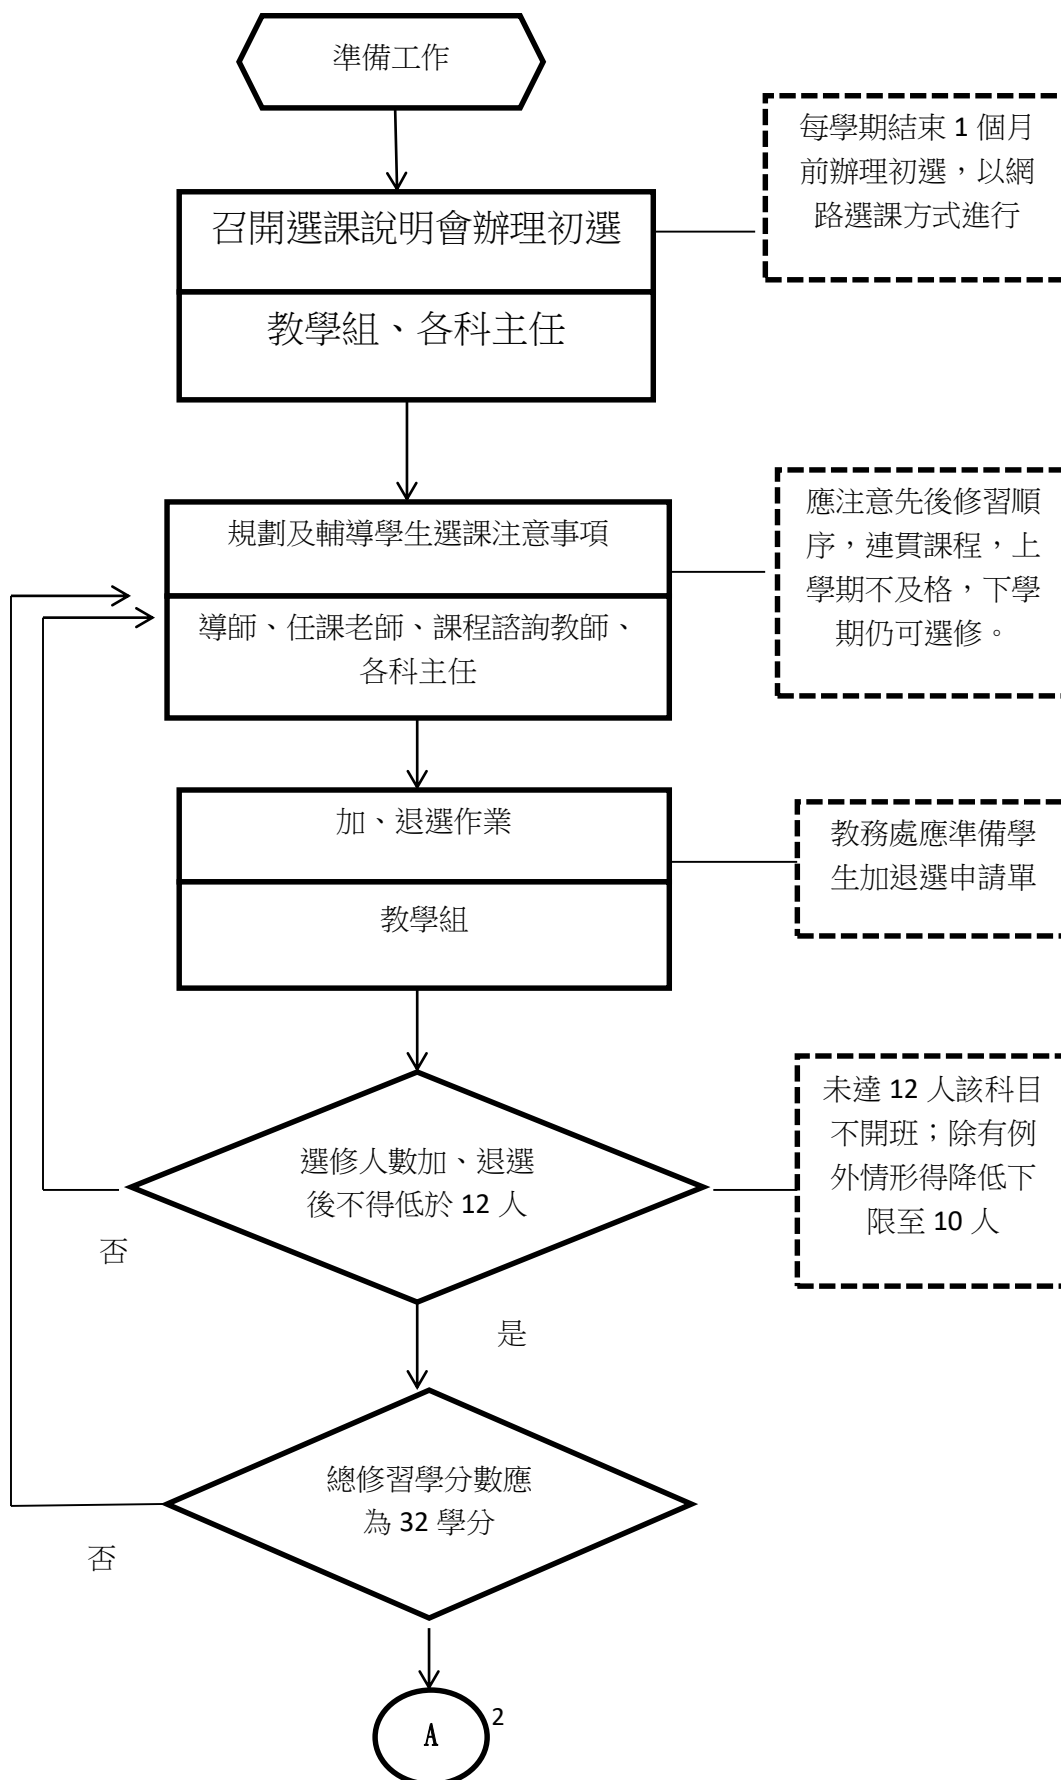 準備工作
每學期結束 1 個月
前辦理初選，以網
路選課方式進行
召開選課說明會辦理初選
教學組、各科主任
規劃及輔導學生選課注意事項
導師、任課老師、課程諮詢教師、
各科主任
應注意先後修習順
序，連貫課程，上
學期不及格，下學
期仍可選修。
加、退選作業
教學組
教務處應準備學
生加退選申請單
選修人數加、退選
後不得低於 12 人
未達 12 人該科目
不開班；除有例
外情形得降低下
限至 10 人
否
是
總修習學分數應
為 32 學分
否
A
2